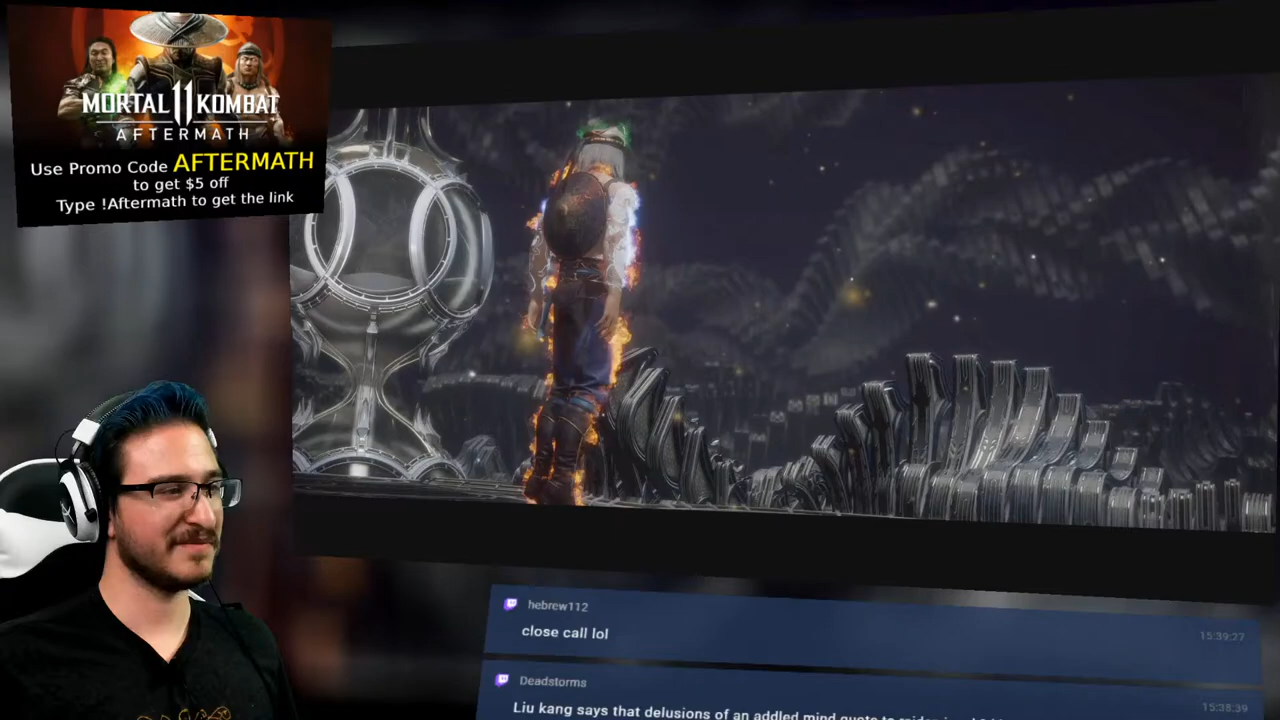 MORTAL 11 KOMBAT
AFTERMATH
Use Promo Code AFTERMATH
to get $5 off
Type !Aftermath to get the link
hebrew112
15:39:27
close call lol
Deadstorms
15:38:39
Liu kang says that delusions of an addled mind quote to